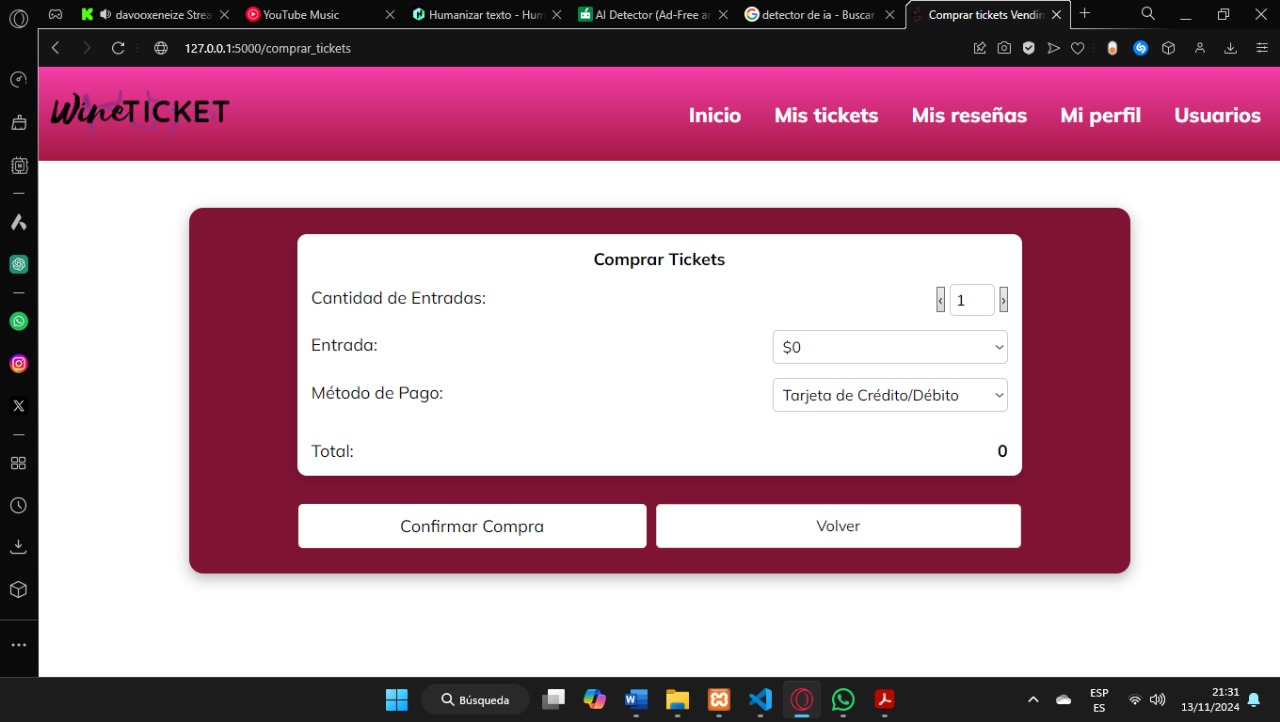 davooxeneize Strea
YouTube Music
Humanizar texto - Hum
AI Detector (Ad-Free a
detector de ia - Buscar
Comprar tickets Vendin
127.0.0.1:5000/comprar_tickets
WineTICKET
Inicio
Mis tickets
Mis reseñas
Mi perfil
Usuarios
Comprar Tickets
Cantidad de Entradas:
‹ 1 ›
Entrada:
$0
Método de Pago:
Tarjeta de Crédito/Débito
Total:
0
Confirmar Compra
Volver
Búsqueda
ESP
ES
21:31
13/11/2024